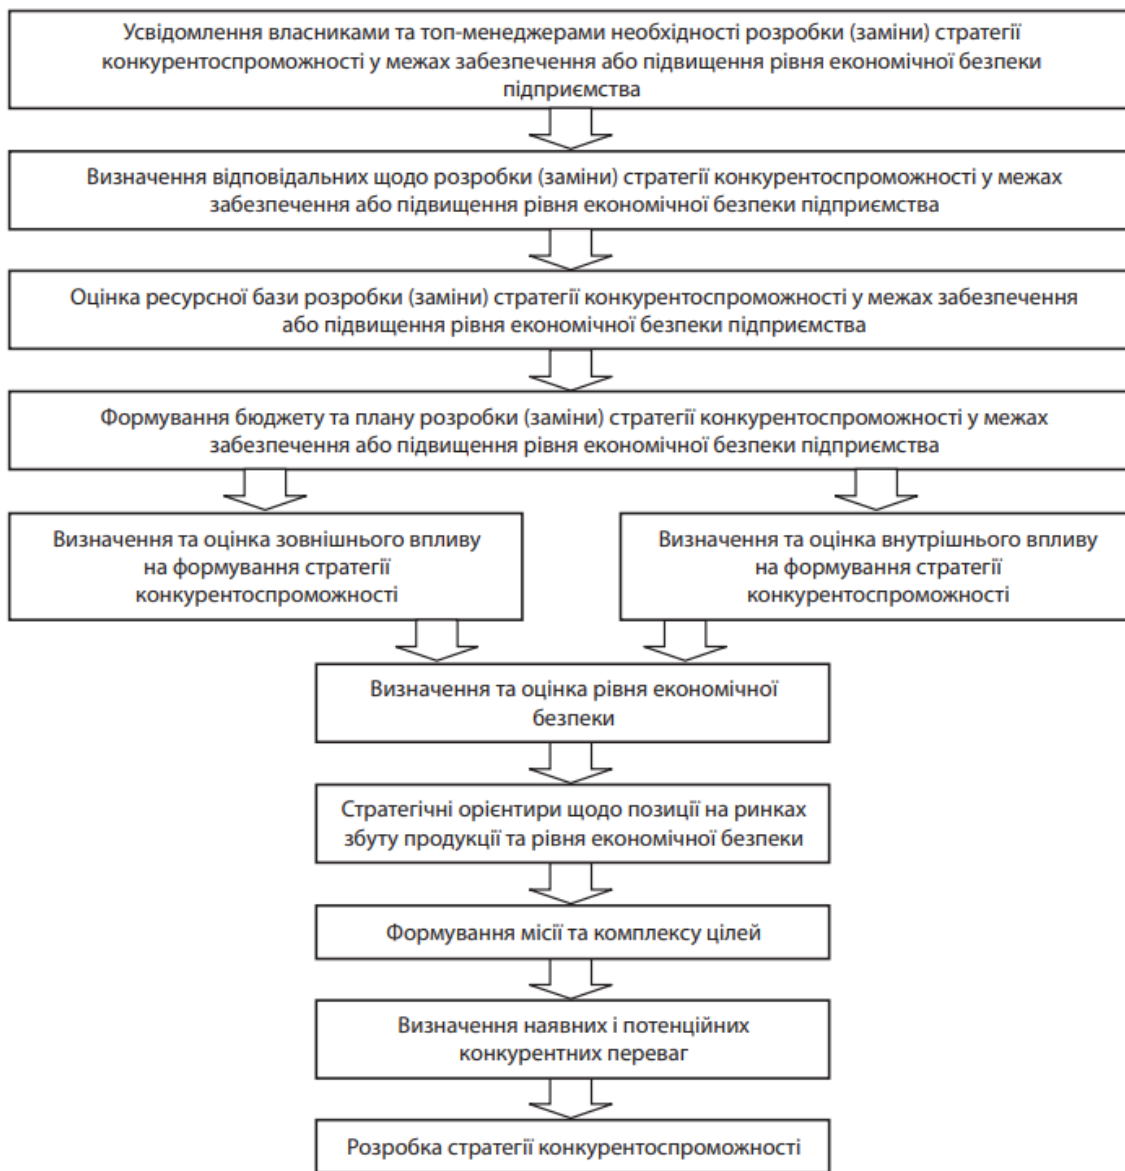 Усвідомлення власниками та топ-менеджерами необхідності розробки (заміни) стратегії
конкурентоспроможності у межах забезпечення або підвищення рівня економічної безпеки
підприємства
Визначення відповідальних щодо розробки (заміни) стратегії конкурентоспроможності у межах
забезпечення або підвищення рівня економічної безпеки підприємства
Оцінка ресурсної бази розробки (заміни) стратегії конкурентоспроможності у межах забезпечення
або підвищення рівня економічної безпеки підприємства
Формування бюджету та плану розробки (заміни) стратегії конкурентоспроможності у межах
забезпечення або підвищення рівня економічної безпеки підприємства
Визначення та оцінка зовнішнього впливу
на формування стратегії
конкурентоспроможності
Визначення та оцінка внутрішнього впливу
на формування стратегії
конкурентоспроможності
Визначення та оцінка рівня економічної
безпеки
Стратегічні орієнтири щодо позиції на ринках
збуту продукції та рівня економічної безпеки
Формування місії та комплексу цілей
Визначення наявних і потенційних
конкурентних переваг
Розробка стратегії конкурентоспроможності